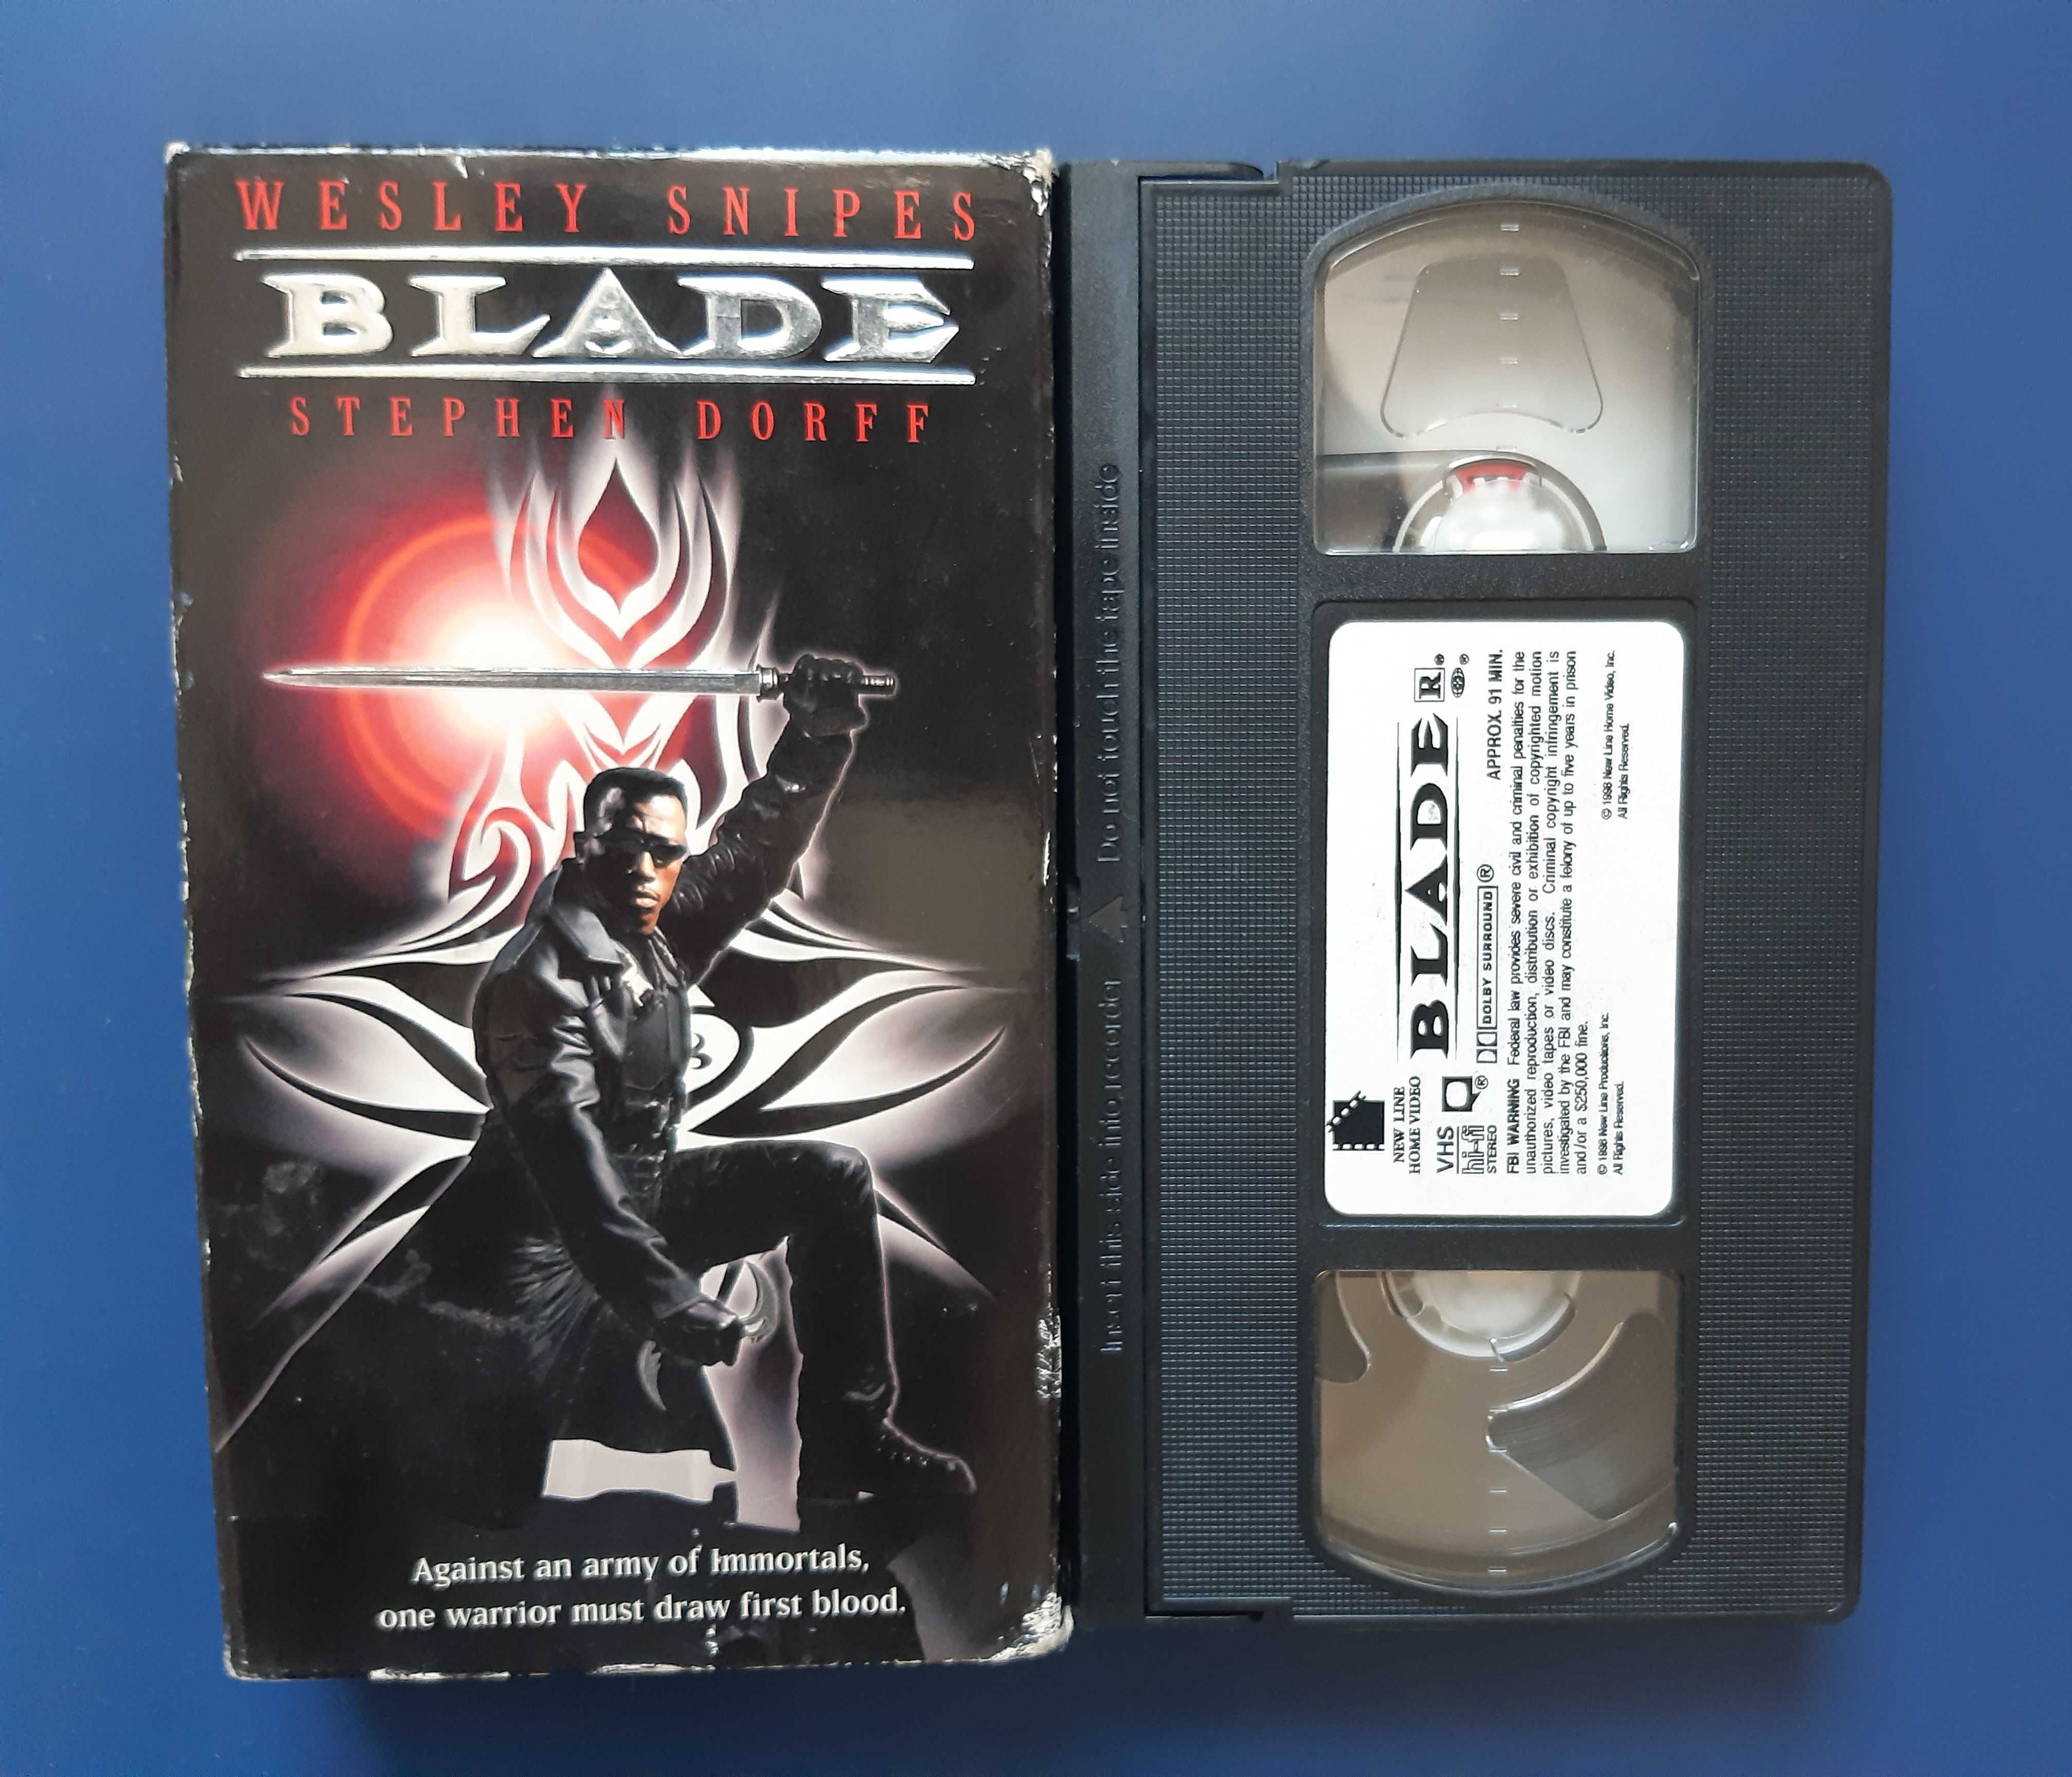 WESLEY SNIPES
BLADE
STEPHEN DORFF
Against an army of Immortals,
one warrior must draw first blood.
Insert this side into recorder
Do not touch the tape inside
NEW LINE
HOME VIDEO
BLADE R®
VHS
hi-fi
STEREO
®
DOLBY SURROUND ®
APPROX. 91 MIN.
®
FBI WARNING Federal law provides severe civil and criminal penalties for the
unauthorized reproduction, distribution or exhibition of copyrighted motion
pictures, video tapes or video discs. Criminal copyright infringement is
investigated by the FBI and may constitute a felony of up to five years in prison
and/or a $250,000 fine.
© 1998 New Line Productions, Inc.
All Rights Reserved.
© 1998 New Line Home Video, Inc.
All Rights Reserved.